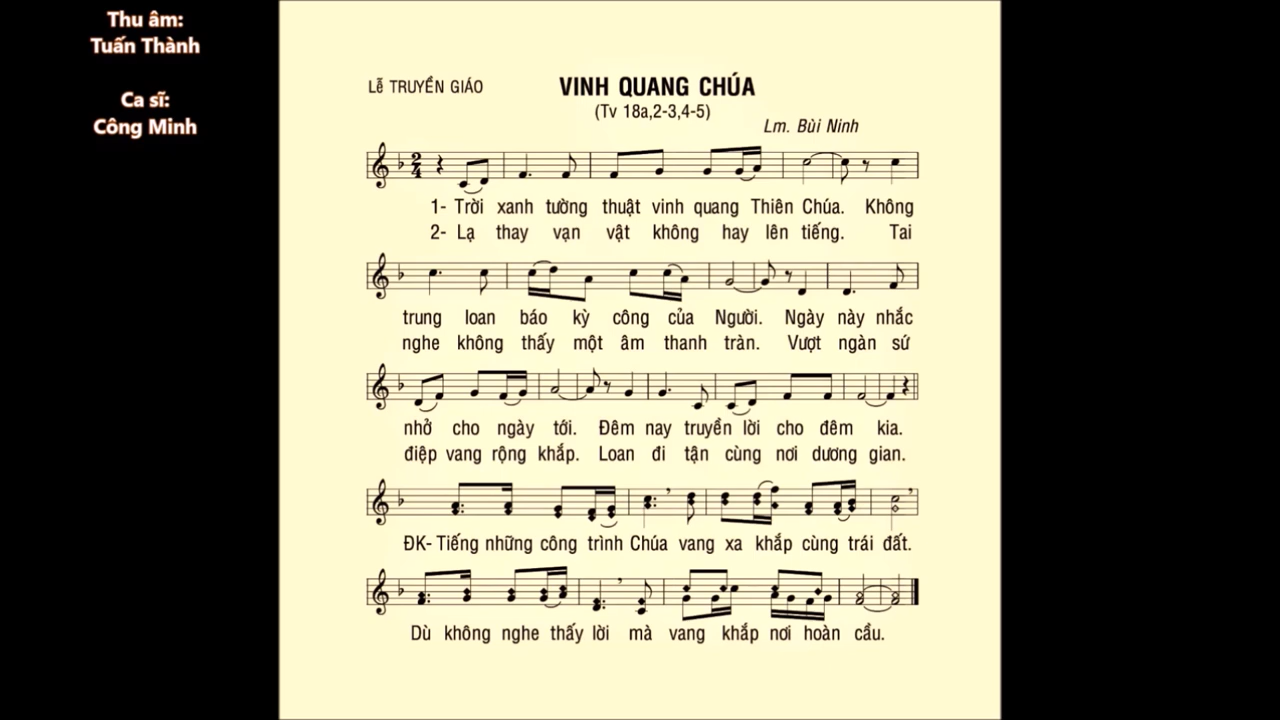 Thu âm:
Tuấn Thành
Ca sĩ:
Công Minh
Lễ TRUYỀN GIÁO
VINH QUANG CHÚA
(Tv 18a,2-3,4-5)
Lm. Bùi Ninh
2
4
1- Trời xanh tường thuật vinh quang Thiên Chúa. Không
2- Lạ thay vạn vật không hay lên tiếng. Tai
trung loan báo kỳ công của Người. Ngày này nhắc
nghe không thấy một âm thanh tràn. Vượt ngàn sứ
nhở cho ngày tới. Đêm nay truyền lời cho đêm kia.
điệp vang rộng khắp. Loan đi tận cùng nơi dương gian.
ĐK- Tiếng những công trình Chúa vang xa khắp cùng trái đất.
Dù không nghe thấy lời mà vang khắp nơi hoàn cầu.